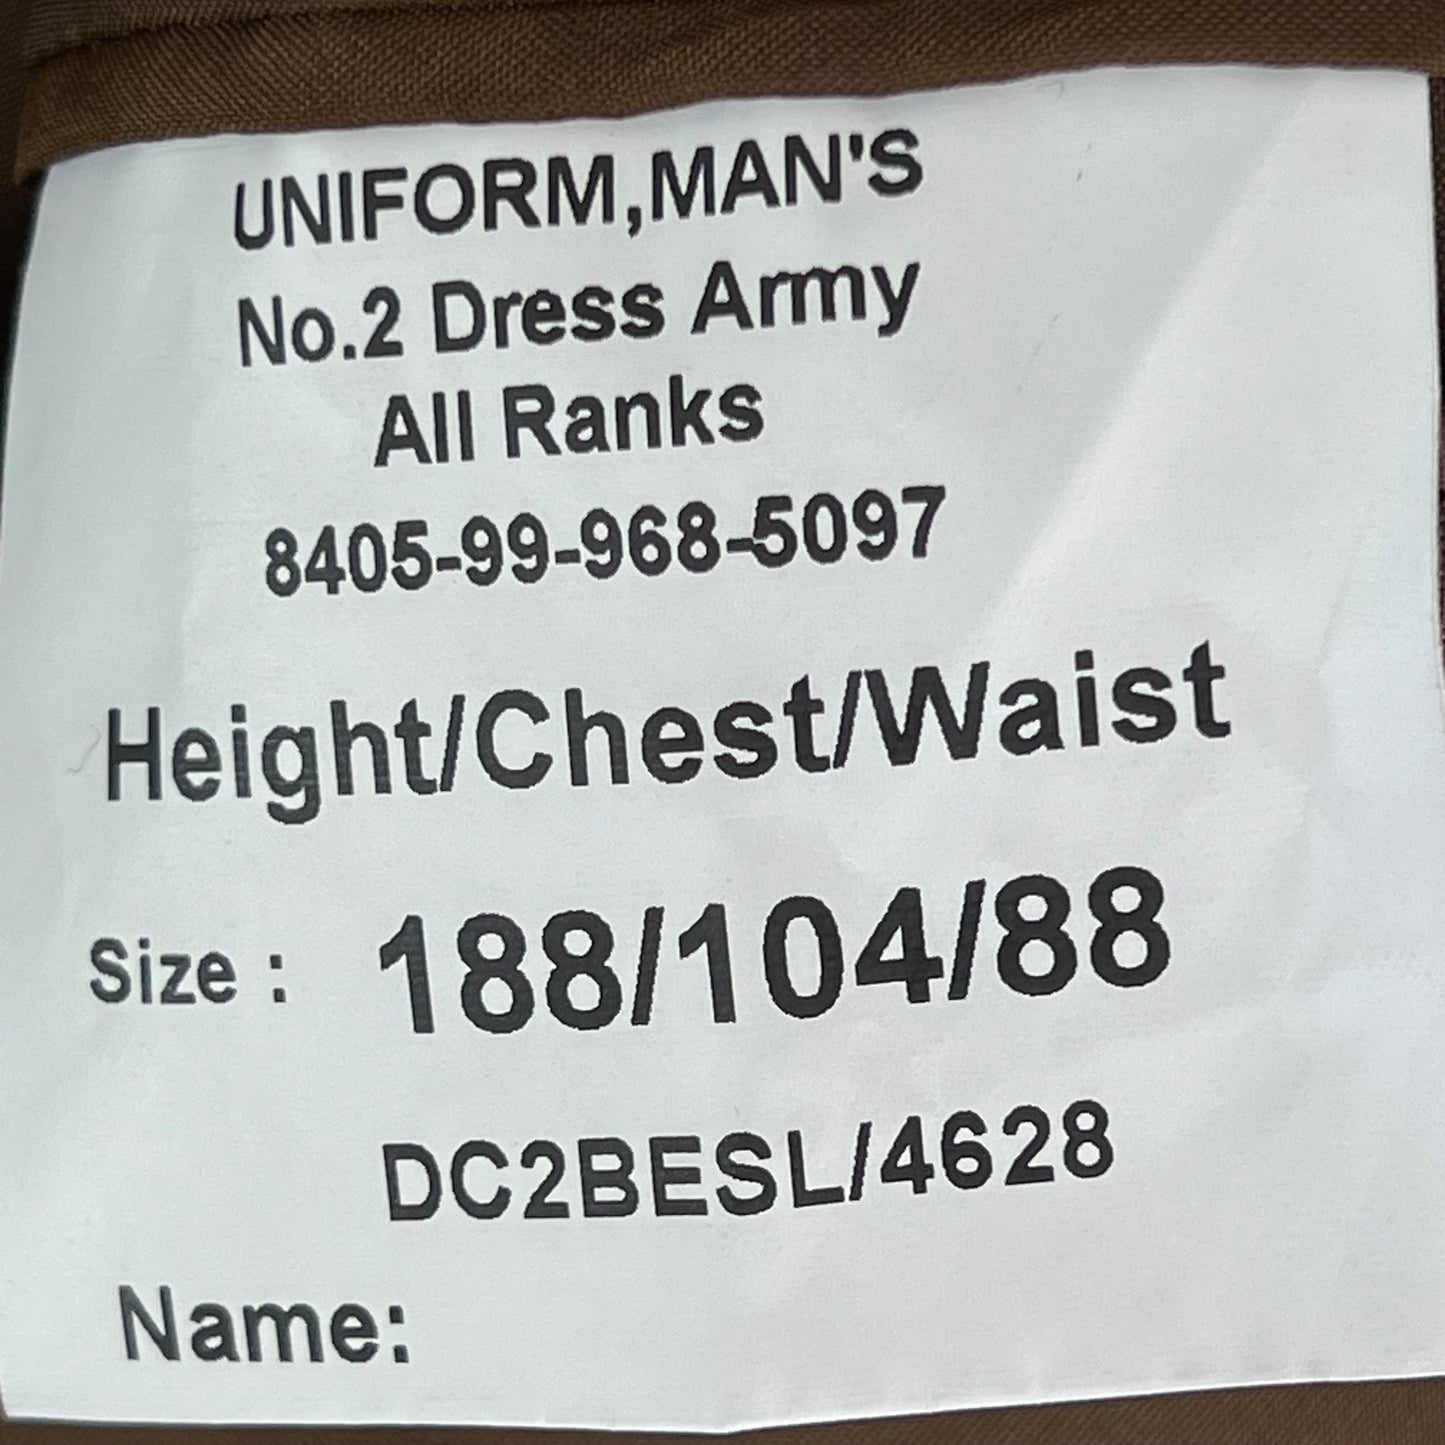 UNIFORM,MAN'S
No.2 Dress Army
All Ranks
8405-99-968-5097
Height/Chest/Waist
Size : 188/104/88
DC2BESL/4628
Name: